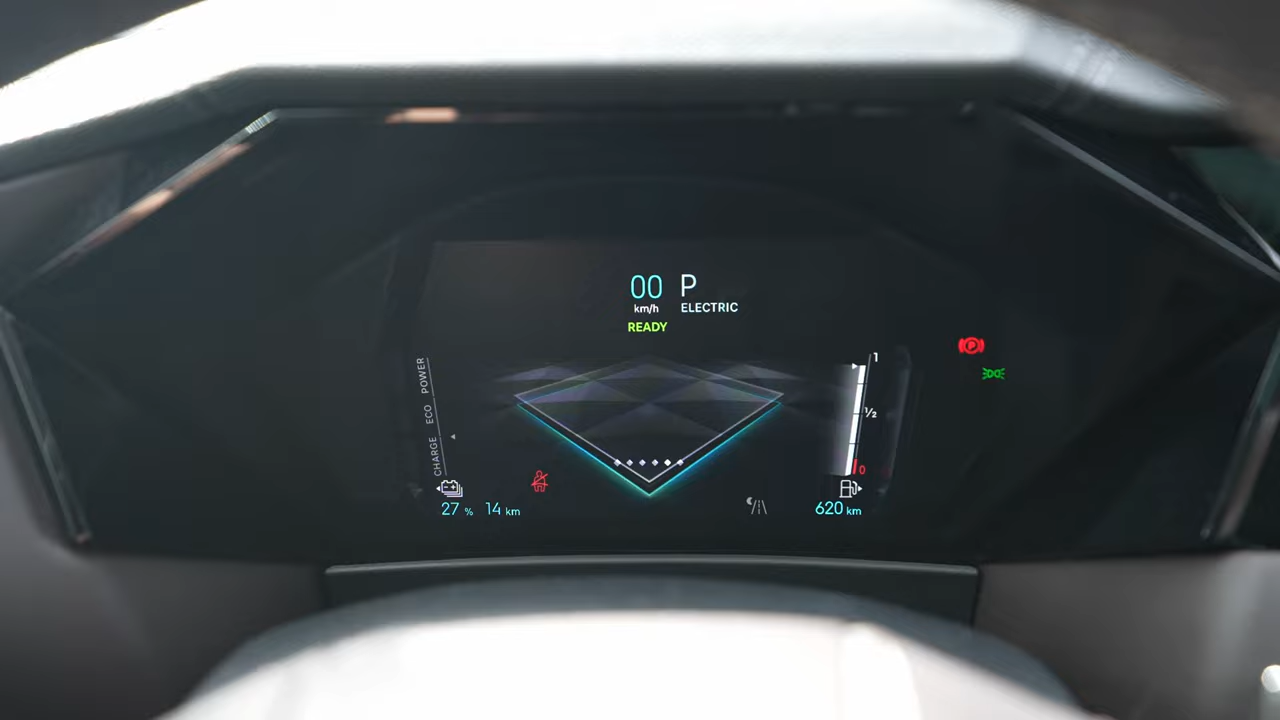 00 P
km/h ELECTRIC
READY
POWER
ECO
CHARGE
1
1/2
0
P
27 % 14 km
620 km